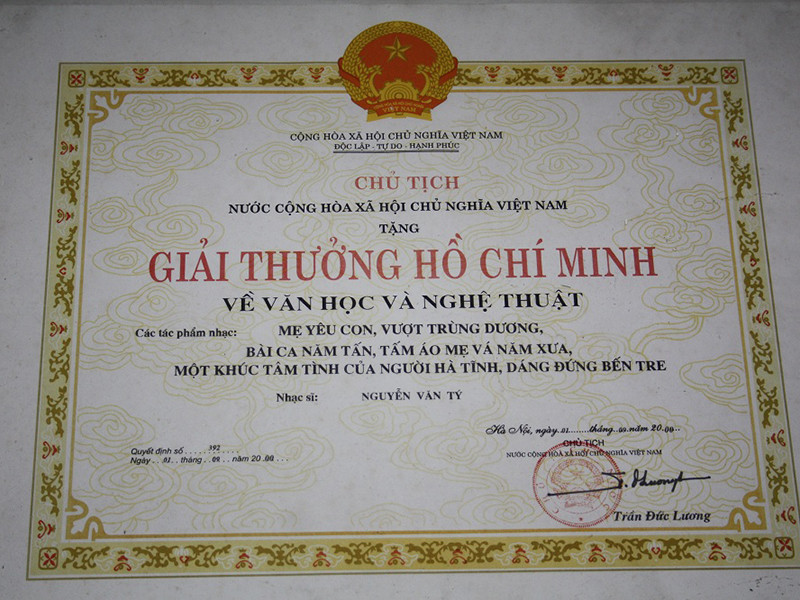 CỘNG HÒA XÃ HỘI CHỦ NGHĨA VIỆT NAM
ĐỘC LẬP - TỰ DO - HẠNH PHÚC
CHỦ TỊCH
NƯỚC CỘNG HÒA XÃ HỘI CHỦ NGHĨA VIỆT NAM
TẶNG
GIẢI THƯỞNG HỒ CHÍ MINH
VỀ VĂN HỌC VÀ NGHỆ THUẬT
Các tác phẩm nhạc: MẸ YÊU CON, VƯỢT TRÙNG DƯƠNG,
BÀI CA NĂM TẤN, TẤM ÁO MẸ VÁ NĂM XƯA,
MỘT KHÚC TÂM TÌNH CỦA NGƯỜI HÀ TĨNH, DÁNG ĐỨNG BẾN TRE
Nhạc sĩ: NGUYỄN VĂN TÝ
Hà Nội, ngày..01........tháng..09.năm 20.00..
CHỦ TỊCH
NƯỚC CỘNG HÒA XÃ HỘI CHỦ NGHĨA VIỆT NAM
Quyết định số.....392.....
Ngày..01..tháng..09..năm 20.00...
Trần Đức Lương